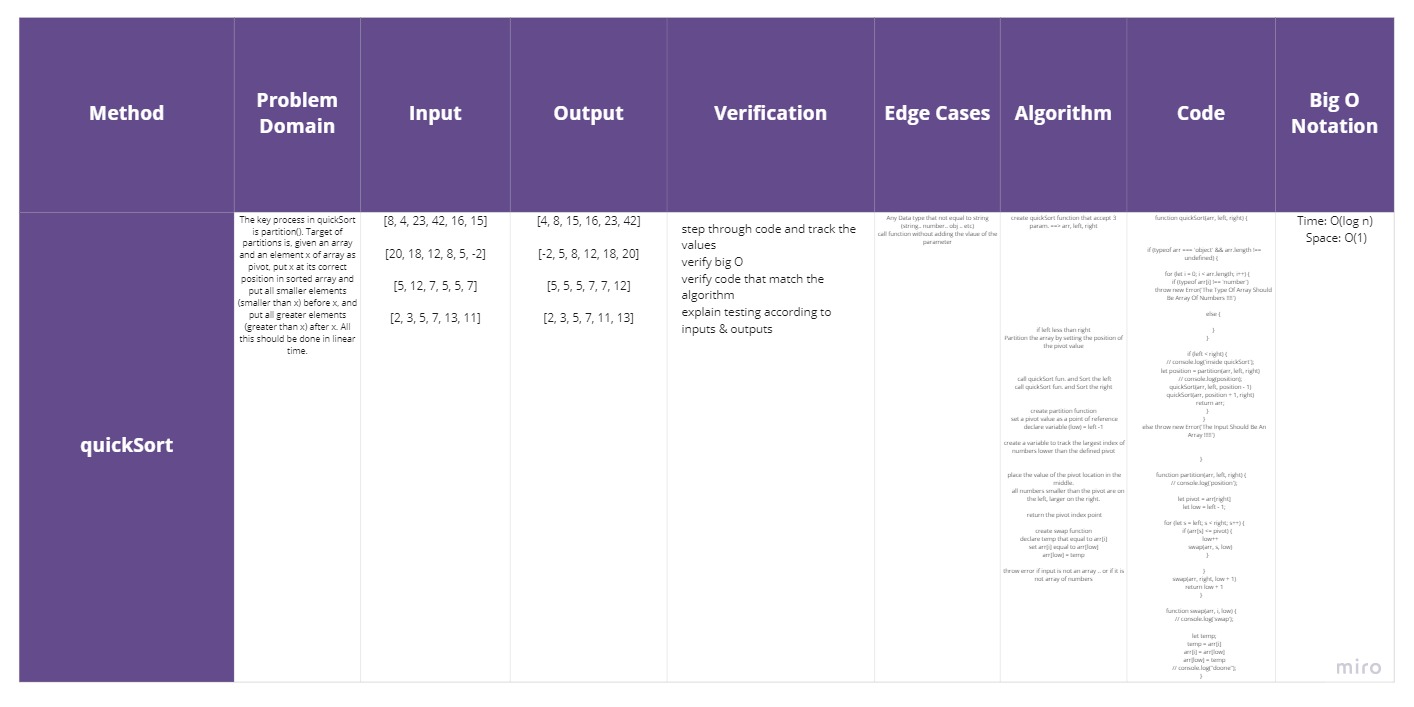 Method
Problem
Domain
Input
Output
Verification
Edge Cases
Algorithm
Code
Big O
Notation
quickSort
The key process in quickSort
is partition(). Target of
partitions is, given an array
and an element x of array as
pivot, put x at its correct
position in sorted array and
put all smaller elements
(smaller than x) before x, and
put all greater elements
(greater than x) after x. All
this should be done in linear
time.
[8, 4, 23, 42, 16, 15]
[20, 18, 12, 8, 5, -2]
[5, 12, 7, 5, 5, 7]
[2, 3, 5, 7, 13, 11]
[4, 8, 15, 16, 23, 42]
[-2, 5, 8, 12, 18, 20]
[5, 5, 5, 7, 7, 12]
[2, 3, 5, 7, 11, 13]
step through code and track the
values
verify big O
verify code that match the
algorithm
explain testing according to
inputs & outputs
Any Data type that not equal to string
(string.. number.. obj .. etc)
call function without adding the vlaue of the
parameter
create quickSort function that accept 3
param. ==> arr, left, right
if left less than right
Partition the array by setting the position of
the pivot value
call quickSort fun. and Sort the left
call quickSort fun. and Sort the right
create partition function
set a pivot value as a point of reference
declare variable (low) = left -1
create a variable to track the largest index of
numbers lower than the defined pivot
place the value of the pivot location in the
middle.
all numbers smaller than the pivot are on
the left, larger on the right.
return the pivot index point
create swap function
declare temp that equal to arr[i]
set arr[i] equal to arr[low]
arr[low) = temp
throw error if input is not an array .. or if it is
not array of numbers
function quickSort(arr, left, right) {
if (typeof arr === 'object' && arr.length !==
undefined) {
for (let i = 0; i < arr.length; i++) {
if (typeof arr[i] !== 'number')
throw new Error('The Type Of Array Should
Be Array Of Numbers !!!!')
else {
}
}
if (left < right) {
// console.log('inside quickSort');
let position = partition(arr, left, right)
// console.log(position);
quickSort(arr, left, position - 1)
quickSort(arr, position + 1, right)
return arr;
}
}
else throw new Error('The Input Should Be An
Array !!!!!')
}
function partition(arr, left, right) {
// console.log('position');
let pivot = arr[right]
let low = left - 1;
for (let s = left; s < right; s++) {
if (arr[s] <= pivot) {
low++
swap(arr, s, low)
}
}
swap(arr, right, low + 1)
return low + 1
}
function swap(arr, i, low) {
// console.log('swap');
let temp;
temp = arr[i]
arr[i] = arr[low]
arr[low] = temp
// console.log("doone");
}
Time: O(log n)
Space: O(1)
miro